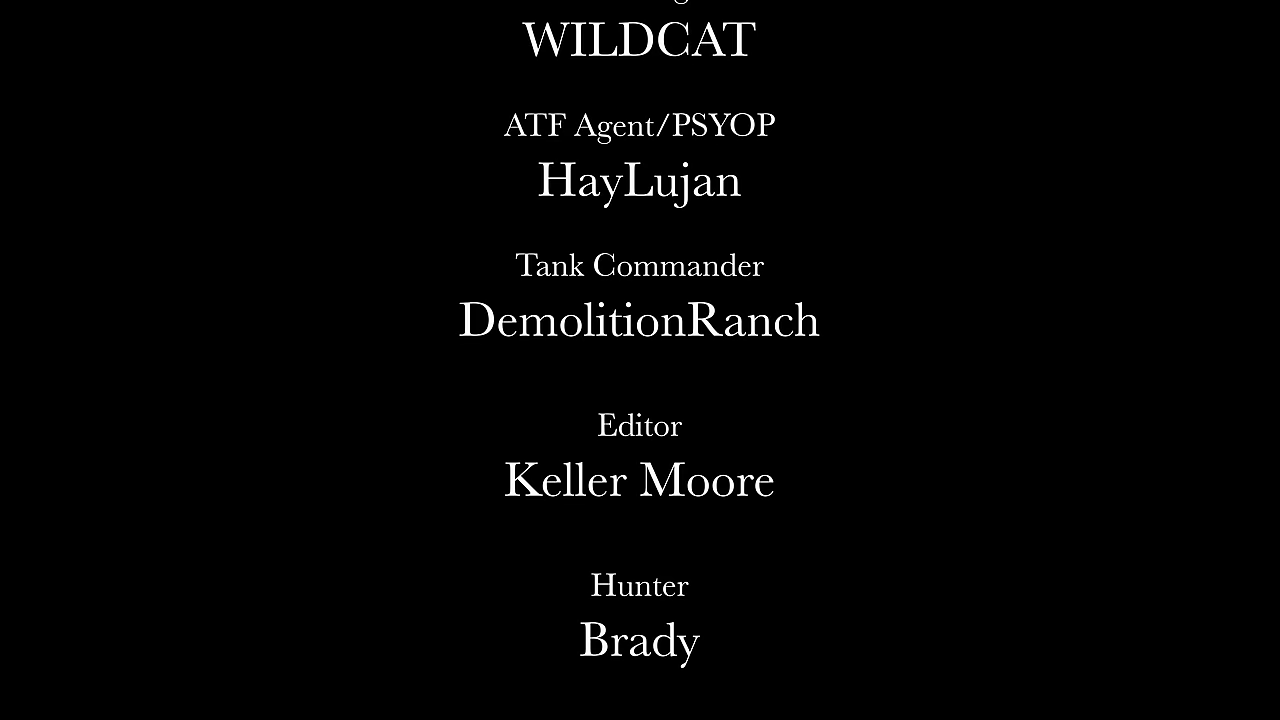 WILDCAT
ATF Agent/PSYOP
HayLujan
Tank Commander
DemolitionRanch
Editor
Keller Moore
Hunter
Brady